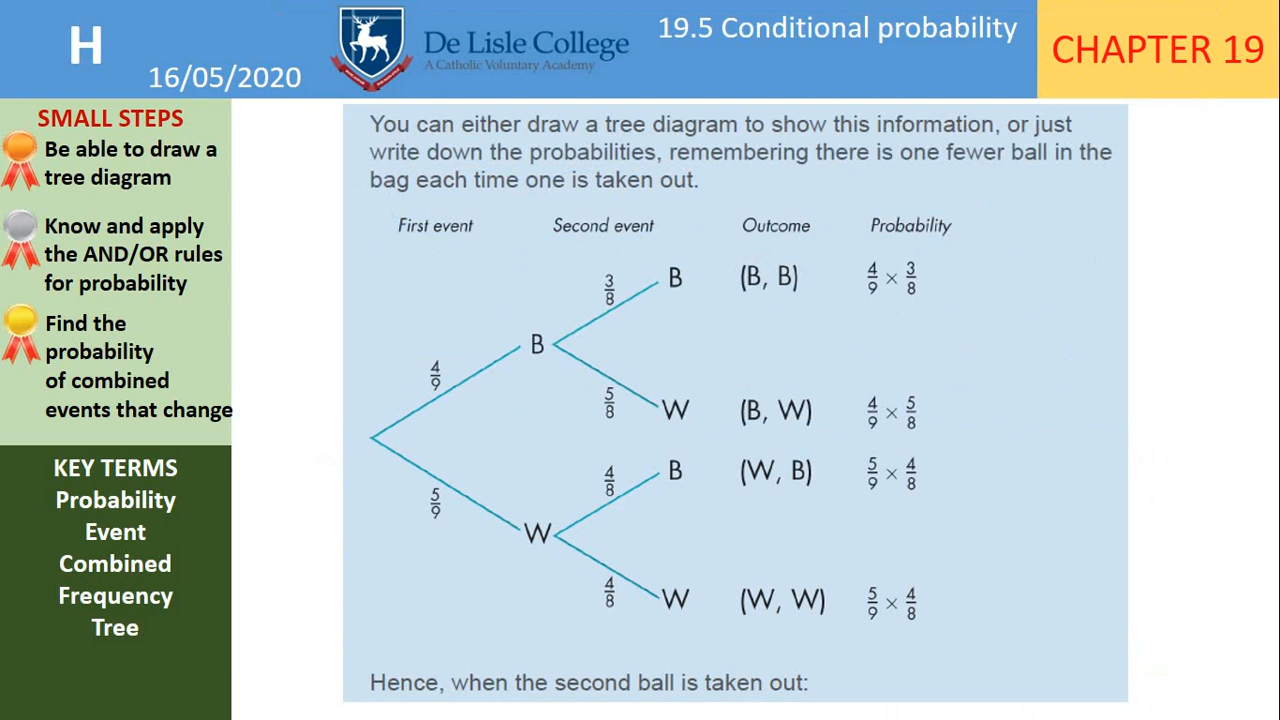 H
16/05/2020
De Lisle College
A Catholic Voluntary Academy
19.5 Conditional probability
CHAPTER 19
SMALL STEPS
Be able to draw a
tree diagram
Know and apply
the AND/OR rules
for probability
Find the
probability
of combined
events that change
KEY TERMS
Probability
Event
Combined
Frequency
Tree
You can either draw a tree diagram to show this information, or just
write down the probabilities, remembering there is one fewer ball in the
bag each time one is taken out.
First event Second event Outcome Probability
3/8 B (B, B) 4/9 × 3/8
4/9 B
5/8 W (B, W) 4/9 × 5/8
4/8 B (W, B) 5/9 × 4/8
5/9 W
4/8 W (W, W) 5/9 × 4/8
Hence, when the second ball is taken out: